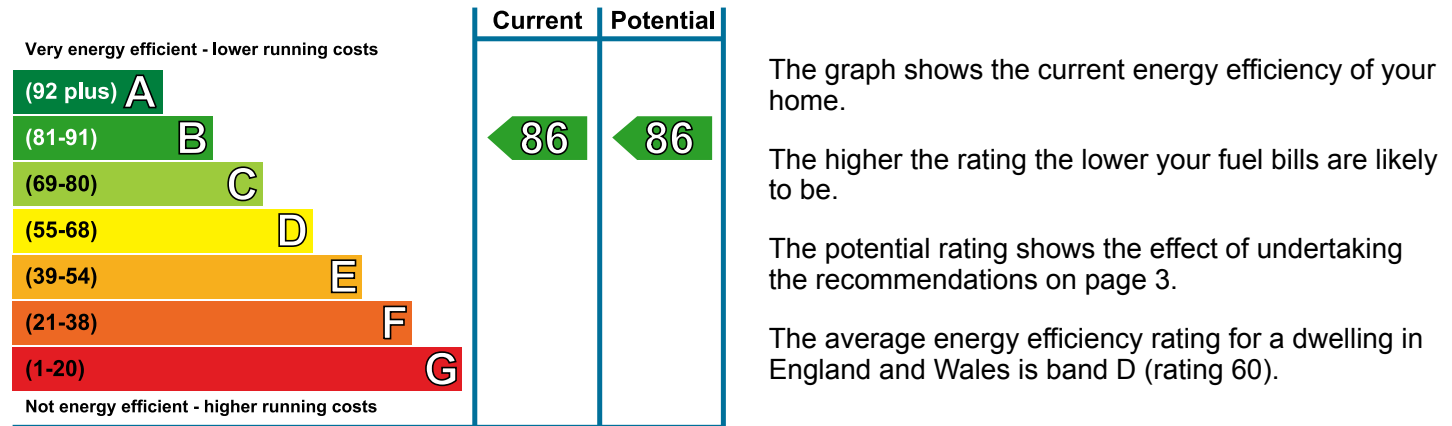 Current Potential
Very energy efficient - lower running costs
(92 plus) A
(81-91) B 86 86
(69-80) C
(55-68) D
(39-54) E
(21-38) F
(1-20) G
Not energy efficient - higher running costs
The graph shows the current energy efficiency of your
home.
The higher the rating the lower your fuel bills are likely
to be.
The potential rating shows the effect of undertaking
the recommendations on page 3.
The average energy efficiency rating for a dwelling in
England and Wales is band D (rating 60).